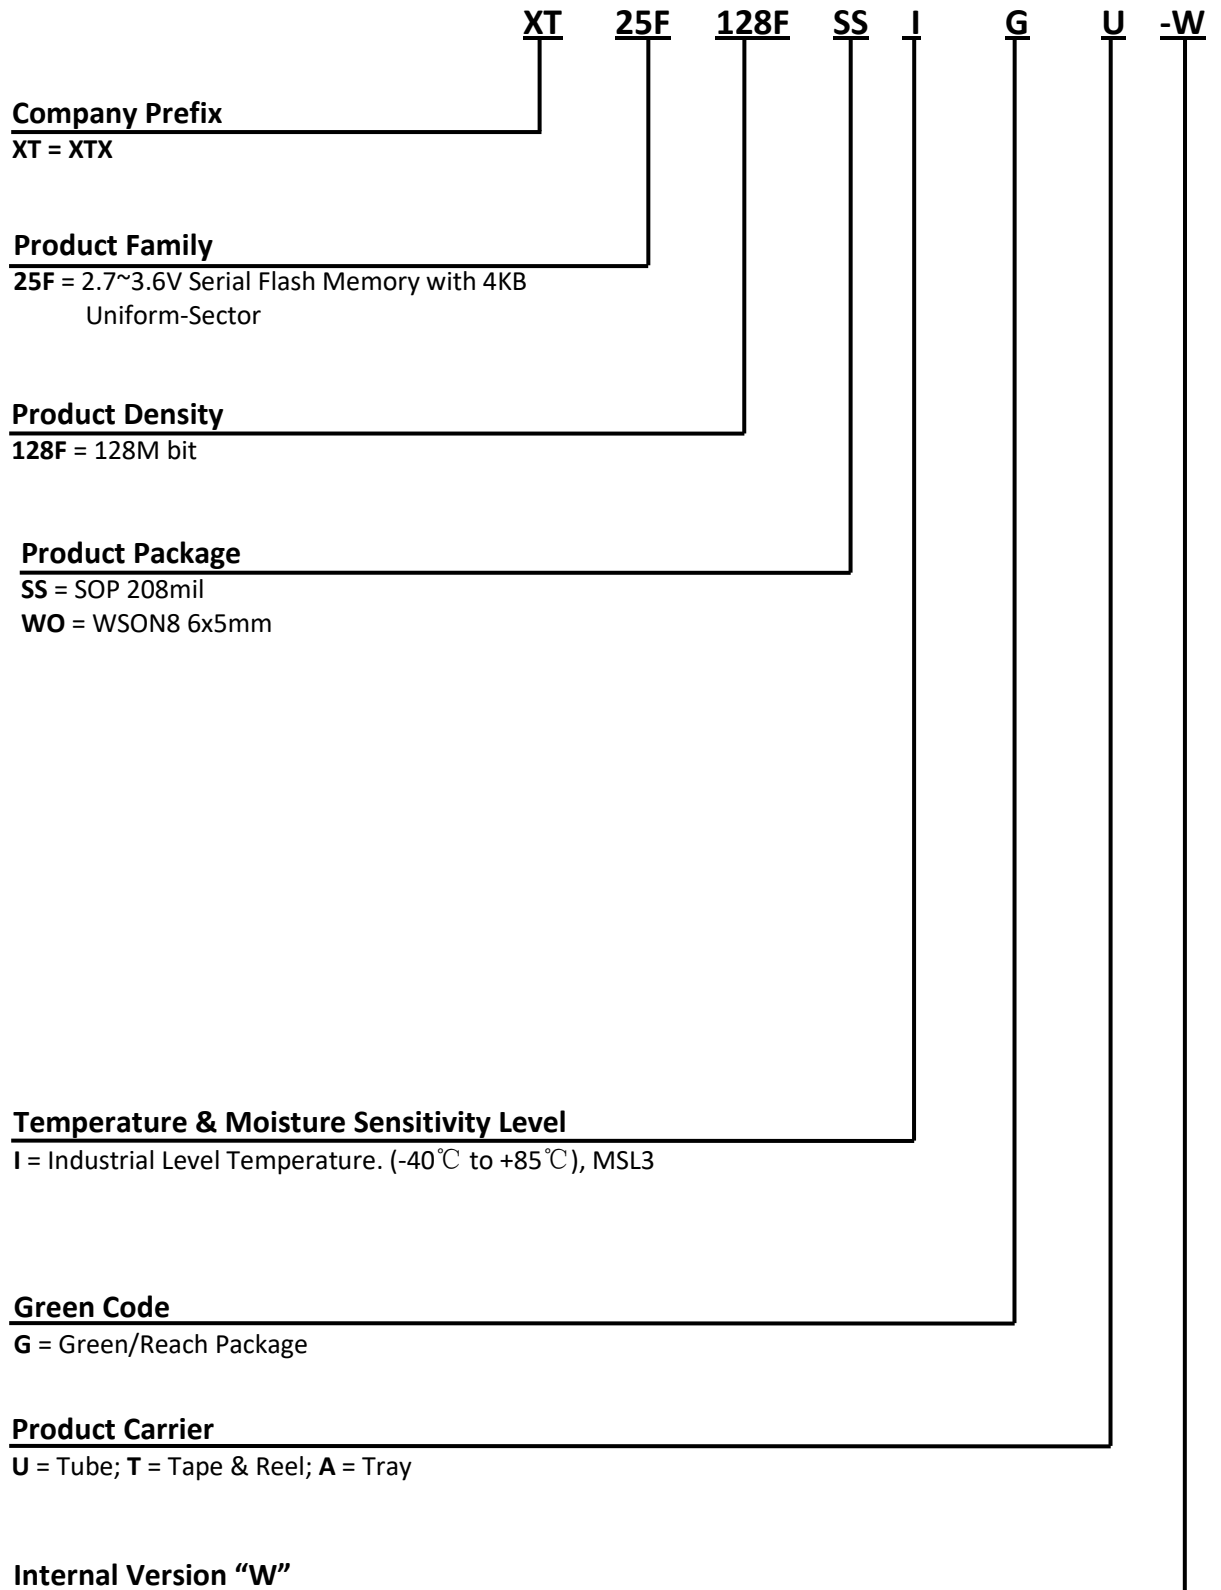 XT 25F 128F SS I G U -W
Company Prefix
XT = XTX
Product Family
25F = 2.7~3.6V Serial Flash Memory with 4KB
Uniform-Sector
Product Density
128F = 128M bit
Product Package
SS = SOP 208mil
WO = WSON8 6x5mm
Temperature & Moisture Sensitivity Level
I = Industrial Level Temperature. (-40℃ to +85℃), MSL3
Green Code
G = Green/Reach Package
Product Carrier
U = Tube; T = Tape & Reel; A = Tray
Internal Version “W”